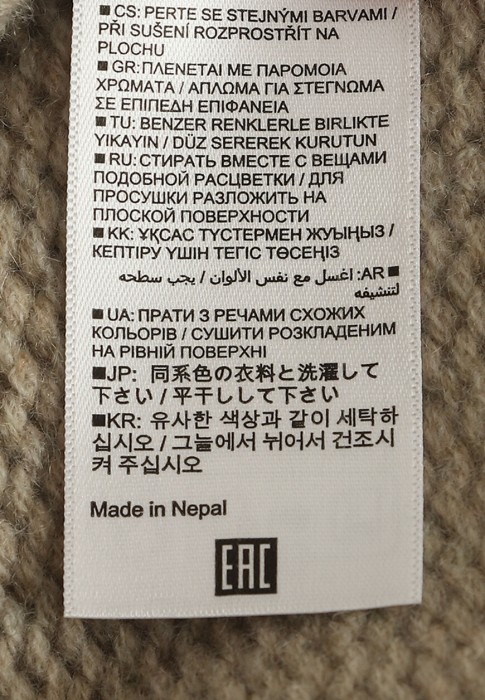 ■ CS: PERTE SE STEJNÝMI BARVAMI /
PŘI SUŠENÍ ROZPROSTŘÍT NA
PLOCHU
■ GR:ΠΛΕΝΕΤΑΙ ΜΕ ΠΑΡΟΜΟΙΑ
ΧΡΩΜΑΤΑ / ΑΠΛΩΜΑ ΓΙΑ ΣΤΕΓΝΩΜΑ
ΣΕ ΕΠΙΠΕΔΗ ΕΠΙΦΑΝΕΙΑ
■ TU: BENZER RENKLERLE BIRLIKTE
YIKAYIN / DÜZ SEREREK KURUTUN
■ RU: СТИРАТЬ ВМЕСТЕ С ВЕЩАМИ
ПОДОБНОЙ РАСЦВЕТКИ / ДЛЯ
ПРОСУШКИ РАЗЛОЖИТЬ НА
ПЛОСКОЙ ПОВЕРХНОСТИ
■ KK: ҰҚСАС ТҮСТЕРМЕН ЖУЫҢЫЗ /
КЕПТІРУ ҮШІН ТЕГІС ТӨСЕҢІЗ
■ AR: اغسل مع نفس الألوان / يجب سطحه
لتنشيفه
■ UA: ПРАТИ З РЕЧАМИ СХОЖИХ
КОЛЬОРІВ / СУШИТИ РОЗКЛАДЕНИМ
НА РІВНІЙ ПОВЕРХНІ
■JP: 同系色の衣料と洗濯して
下さい / 平干しして下さい
■KR: 유사한 색상과 같이 세탁하
십시오 / 그늘에서 뉘어서 건조시
켜 주십시오
Made in Nepal
EAC